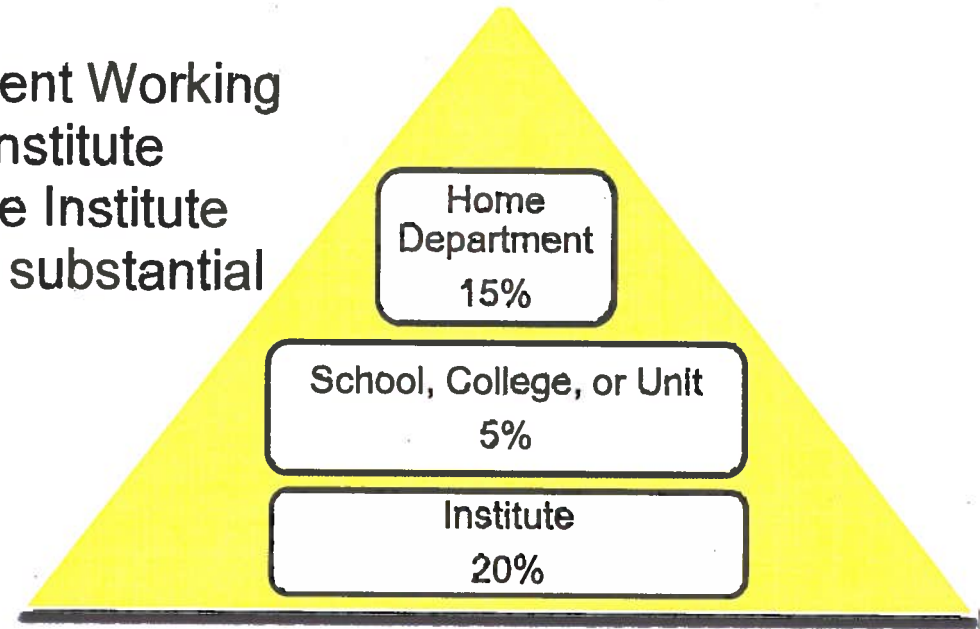 ent Working
nstitute
e Institute
substantial
Home
Department
15%
School, College, or Unit
5%
Institute
20%